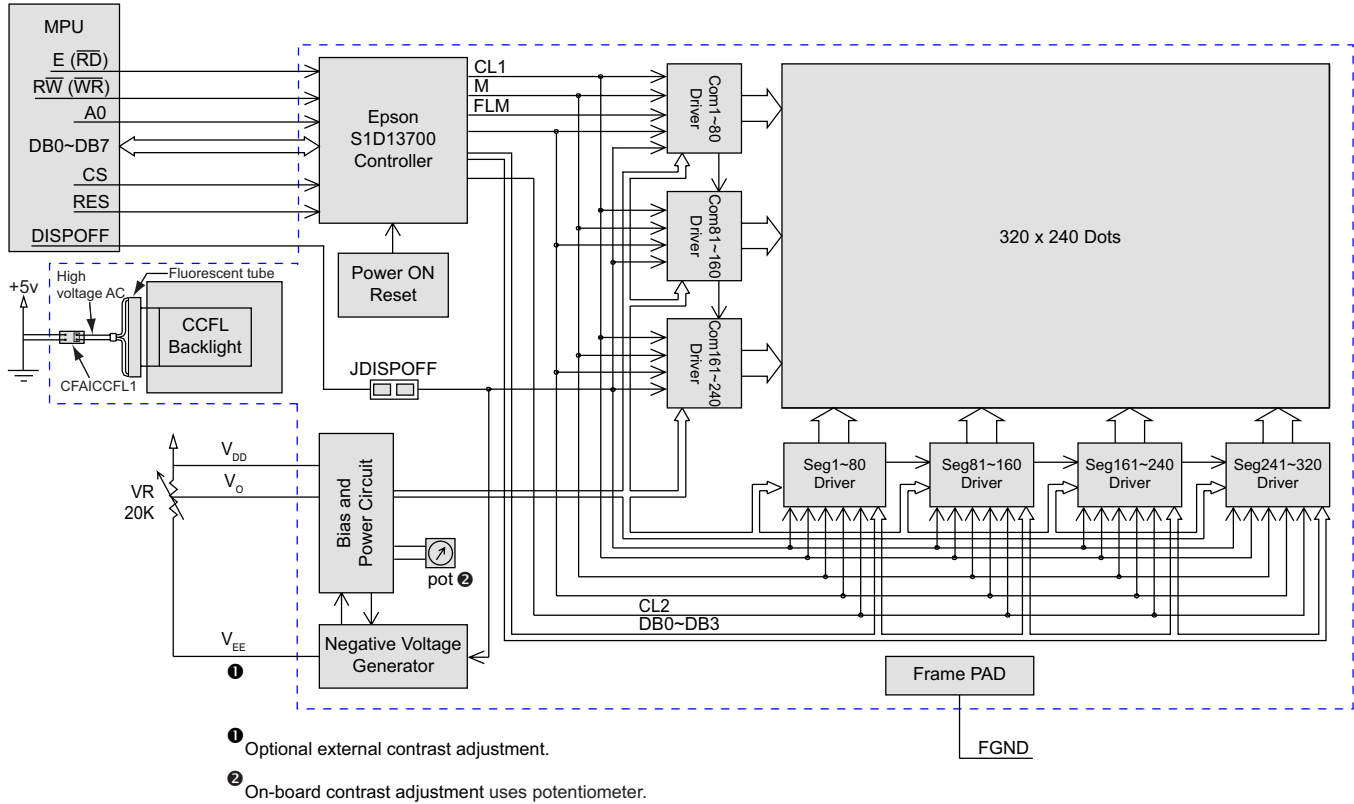 MPU
E (R̅D̅)
RW̅ (W̅R̅)
A0
DB0~DB7
CS
RES
DISPOFF
Epson
S1D13700
Controller
CL1
M
FLM
Com1~80
Driver
Com81~160
Driver
Com161~240
Driver
320 x 240 Dots
Power ON
Reset
+5v
High
voltage AC
Fluorescent tube
CCFL
Backlight
CFAICCFL1
JDISPOFF
VDD
VO
VR
20K
Bias and
Power Circuit
pot ❷
Seg1~80
Driver
Seg81~160
Driver
Seg161~240
Driver
Seg241~320
Driver
CL2
DB0~DB3
VEE
❶
Negative Voltage
Generator
Frame PAD
FGND
❶ Optional external contrast adjustment.
❷ On-board contrast adjustment uses potentiometer.